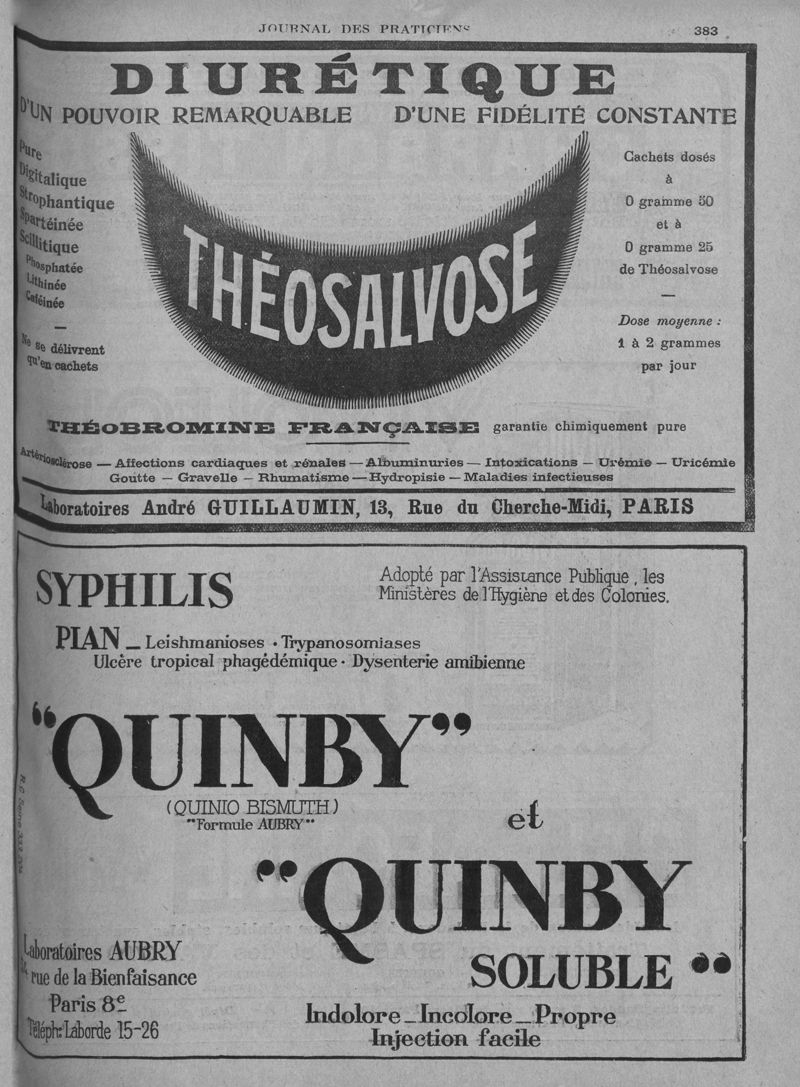 JOURNAL DES PRATICIENS
383
DIURÉTIQUE
D'UN POUVOIR REMARQUABLE D'UNE FIDÉLITÉ CONSTANTE
Pure
Digitalique
Strophantique
Spartéinée
Scillitique
Phosphatée
Lithinée
Caféinée
—
Ne se délivrent
qu'en cachets
THÉOSALVOSE
Cachets dosés
à
0 gramme 50
et à
0 gramme 25
de Théosalvose
—
Dose moyenne :
1 à 2 grammes
par jour
THÉOBROMINE FRANÇAISE garantie chimiquement pure
Artériosclérose — Affections cardiaques et rénales — Albuminuries — Intoxications — Urémie — Uricémie
Goutte — Gravelle — Rhumatisme — Hydropisie — Maladies infectieuses
Laboratoires André GUILLAUMIN, 13, Rue du Cherche-Midi, PARIS
SYPHILIS
Adopté par l'Assistance Publique, les
Ministères de l'Hygiène et des Colonies.
PIAN — Leishmanioses · Trypanosomiases
Ulcère tropical phagédémique · Dysenterie amibienne
"QUINBY"
(QUINIO BISMUTH)
"Formule AUBRY"
et
"QUINBY
SOLUBLE"
R.C. Seine
Laboratoires AUBRY
rue de la Bienfaisance
Paris 8e
Téléph: Laborde 15-26
Indolore — Incolore — Propre
Injection facile